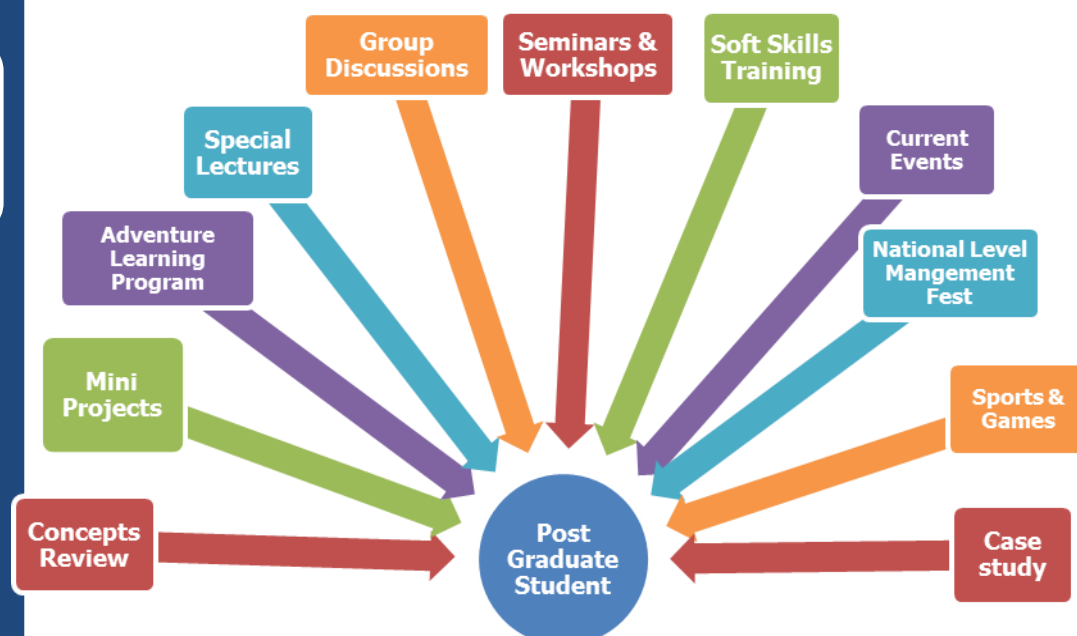 Group
Discussions
Seminars &
Workshops
Soft Skills
Training
Special
Lectures
Current
Events
Adventure
Learning
Program
National Level
Mangement
Fest
Mini
Projects
Sports &
Games
Concepts
Review
Post
Graduate
Student
Case
study